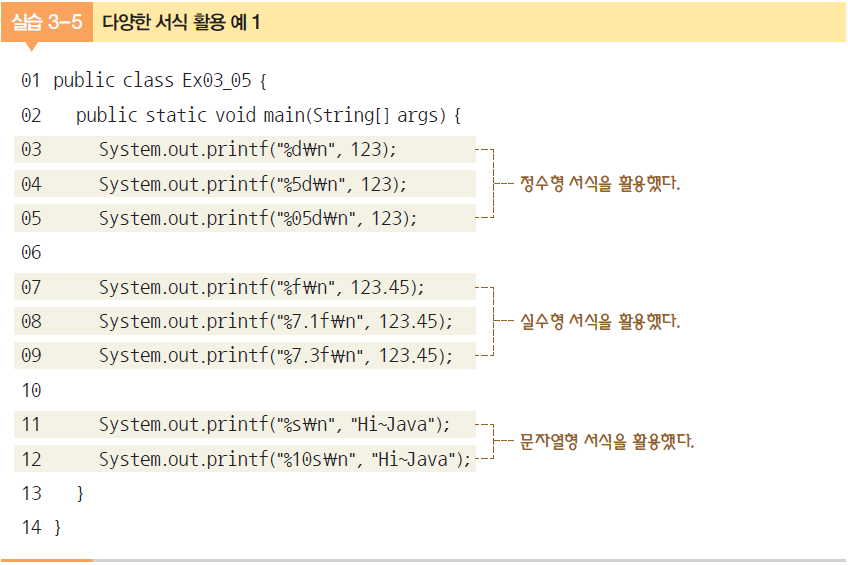 실습 3-5 다양한 서식 활용 예 1
01 public class Ex03_05 {
02 public static void main(String[] args) {
03 System.out.printf("%d₩n", 123);
04 System.out.printf("%5d₩n", 123);
정수형 서식을 활용했다.
05 System.out.printf("%05d₩n", 123);
06
07 System.out.printf("%f₩n", 123.45);
08 System.out.printf("%7.1f₩n", 123.45);
실수형 서식을 활용했다.
09 System.out.printf("%7.3f₩n", 123.45);
10
11 System.out.printf("%s₩n", "Hi~Java");
문자열형 서식을 활용했다.
12 System.out.printf("%10s₩n", "Hi~Java");
13 }
14 }